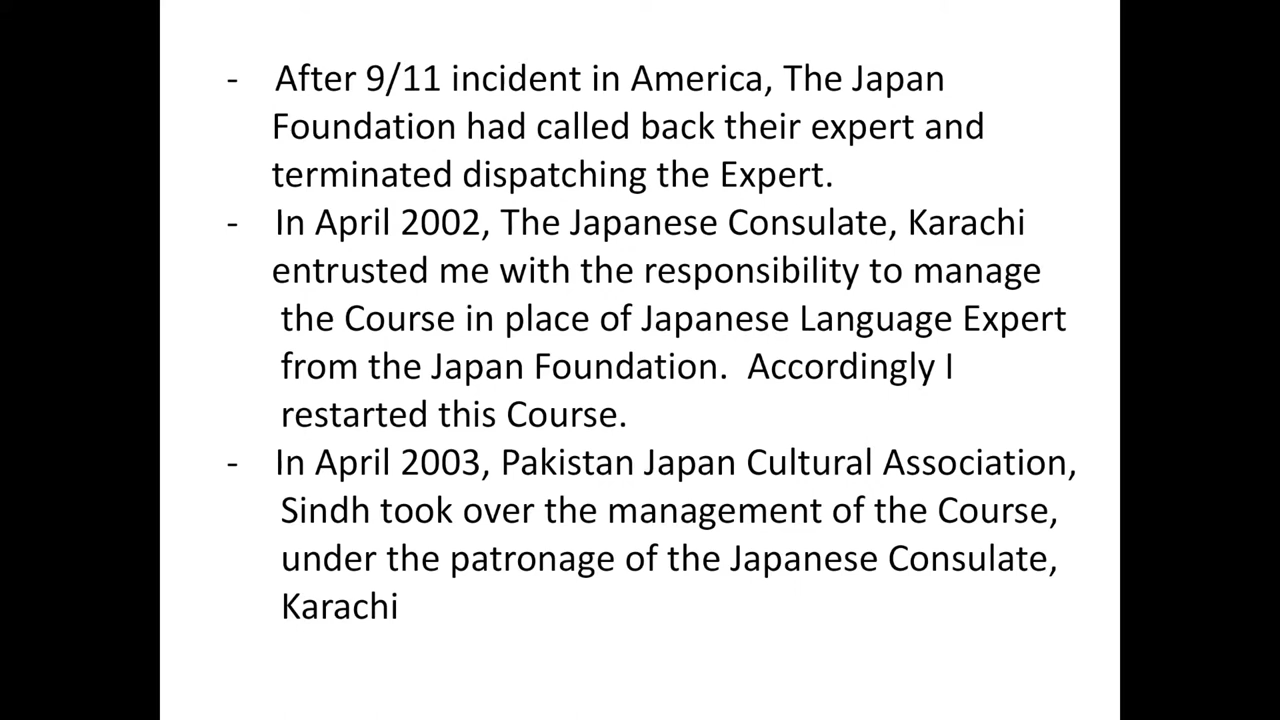 - After 9/11 incident in America, The Japan
Foundation had called back their expert and
terminated dispatching the Expert.
- In April 2002, The Japanese Consulate, Karachi
entrusted me with the responsibility to manage
the Course in place of Japanese Language Expert
from the Japan Foundation.  Accordingly I
restarted this Course.
- In April 2003, Pakistan Japan Cultural Association,
Sindh took over the management of the Course,
under the patronage of the Japanese Consulate,
Karachi